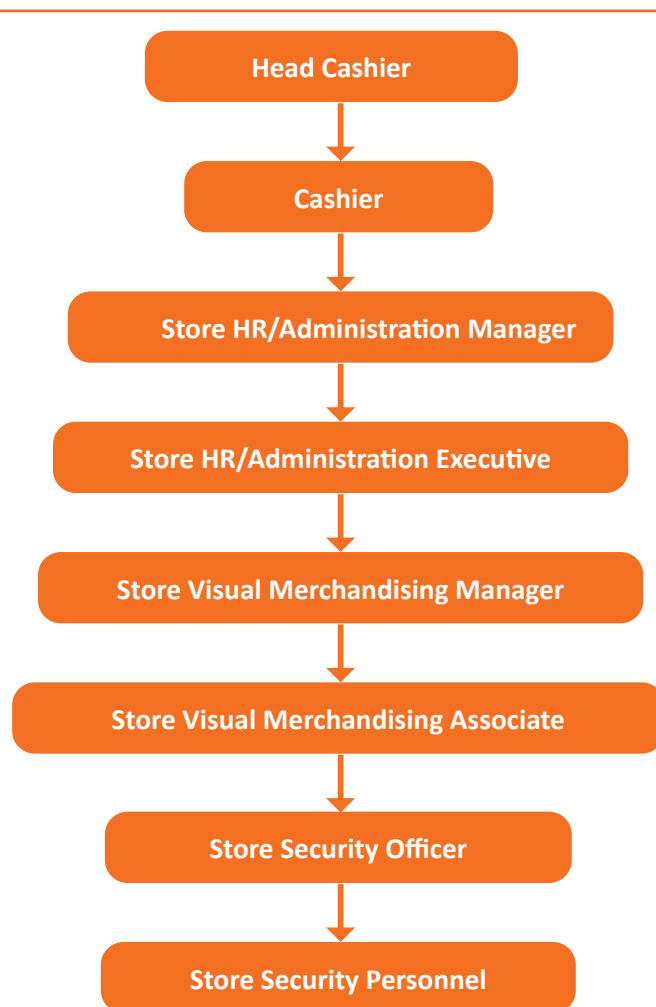 Head Cashier
Cashier
Store HR/Administration Manager
Store HR/Administration Executive
Store Visual Merchandising Manager
Store Visual Merchandising Associate
Store Security Officer
Store Security Personnel